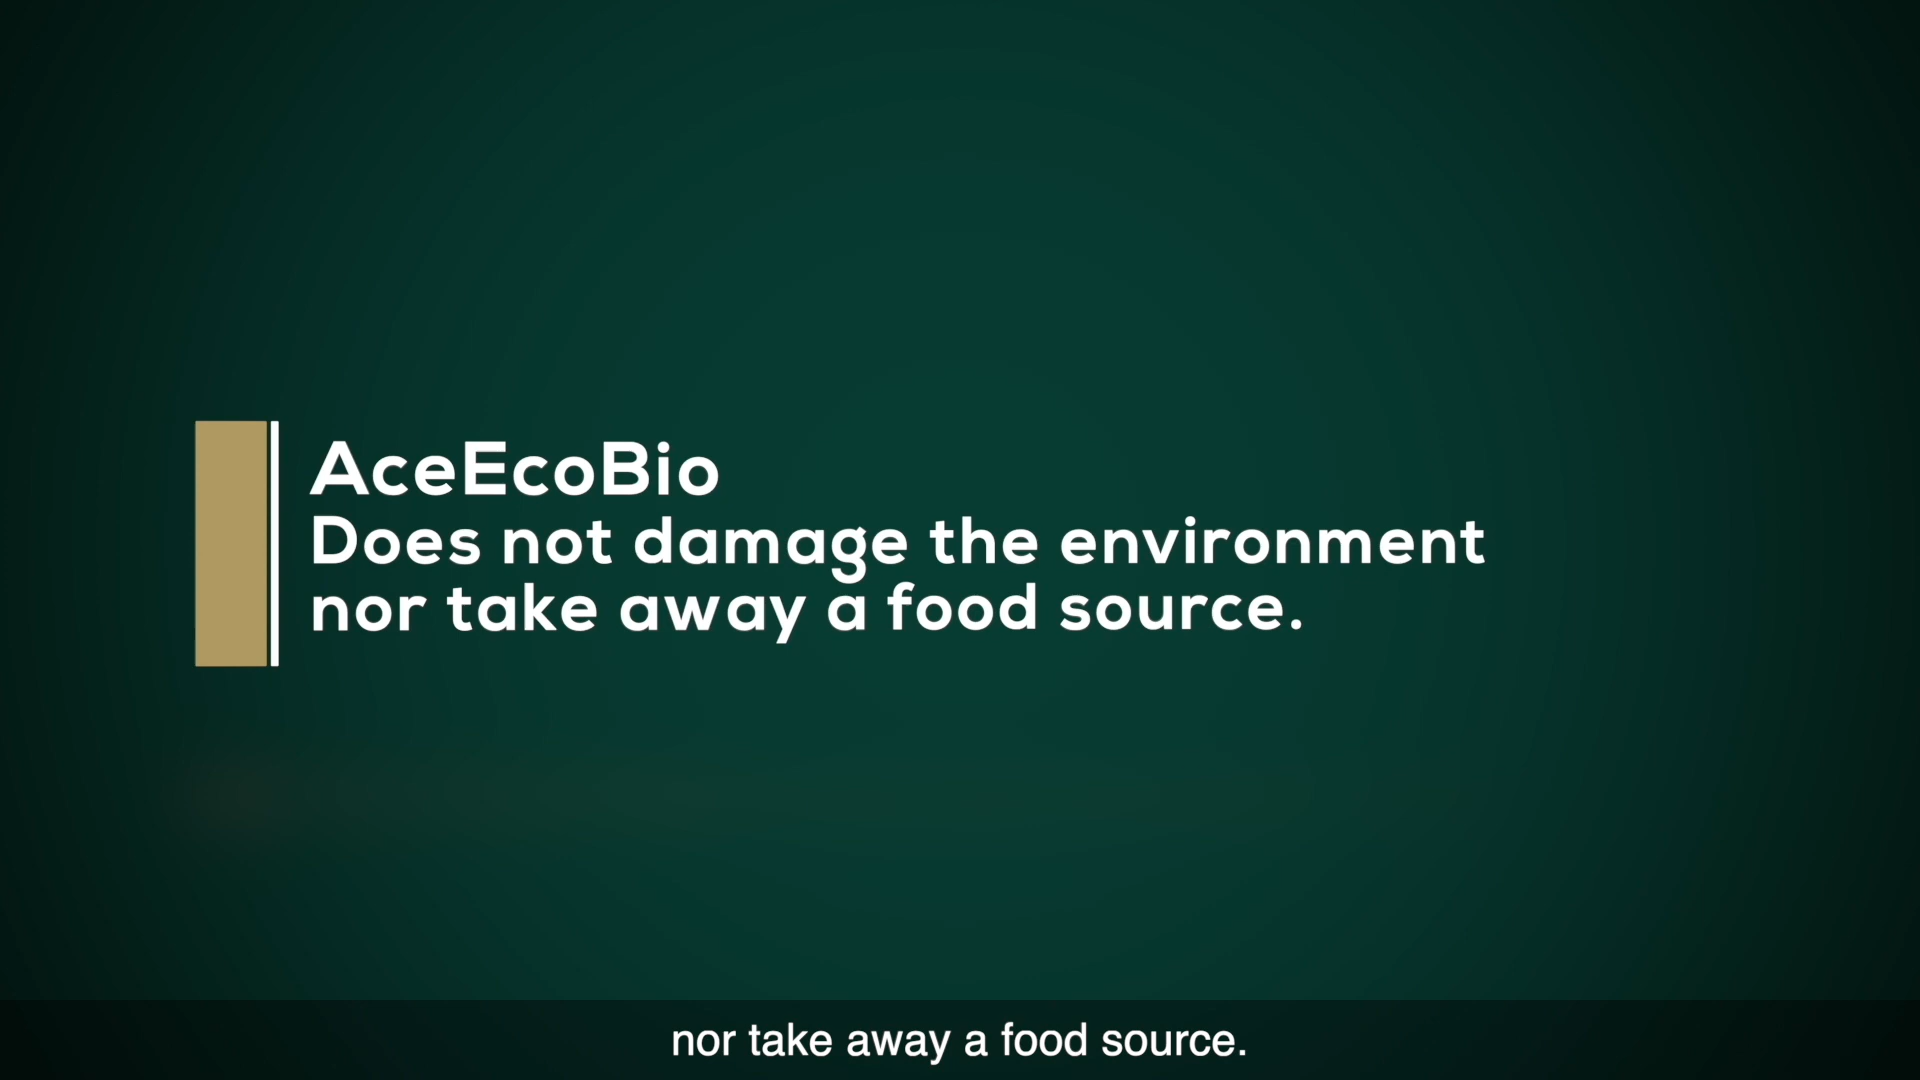 AceEcoBio
Does not damage the environment
nor take away a food source.
nor take away a food source.